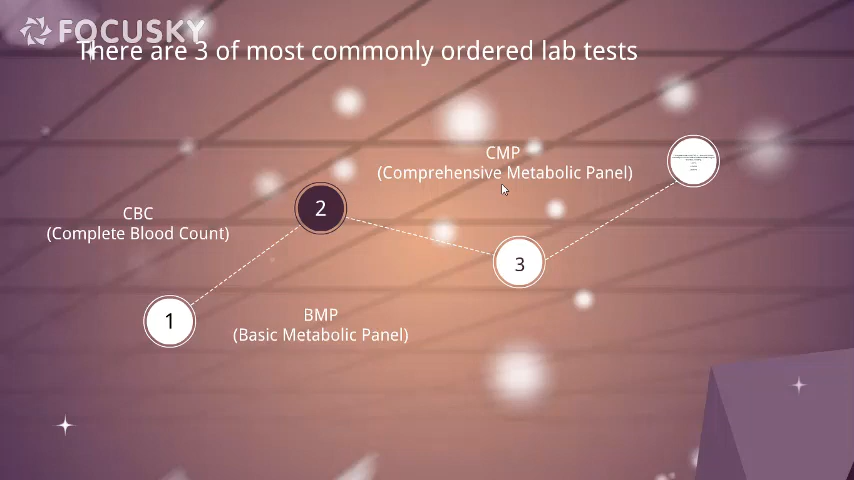 FOCUSKY
There are 3 of most commonly ordered lab tests
CMP
(Comprehensive Metabolic Panel)
2
CBC
(Complete Blood Count)
3
1
BMP
(Basic Metabolic Panel)